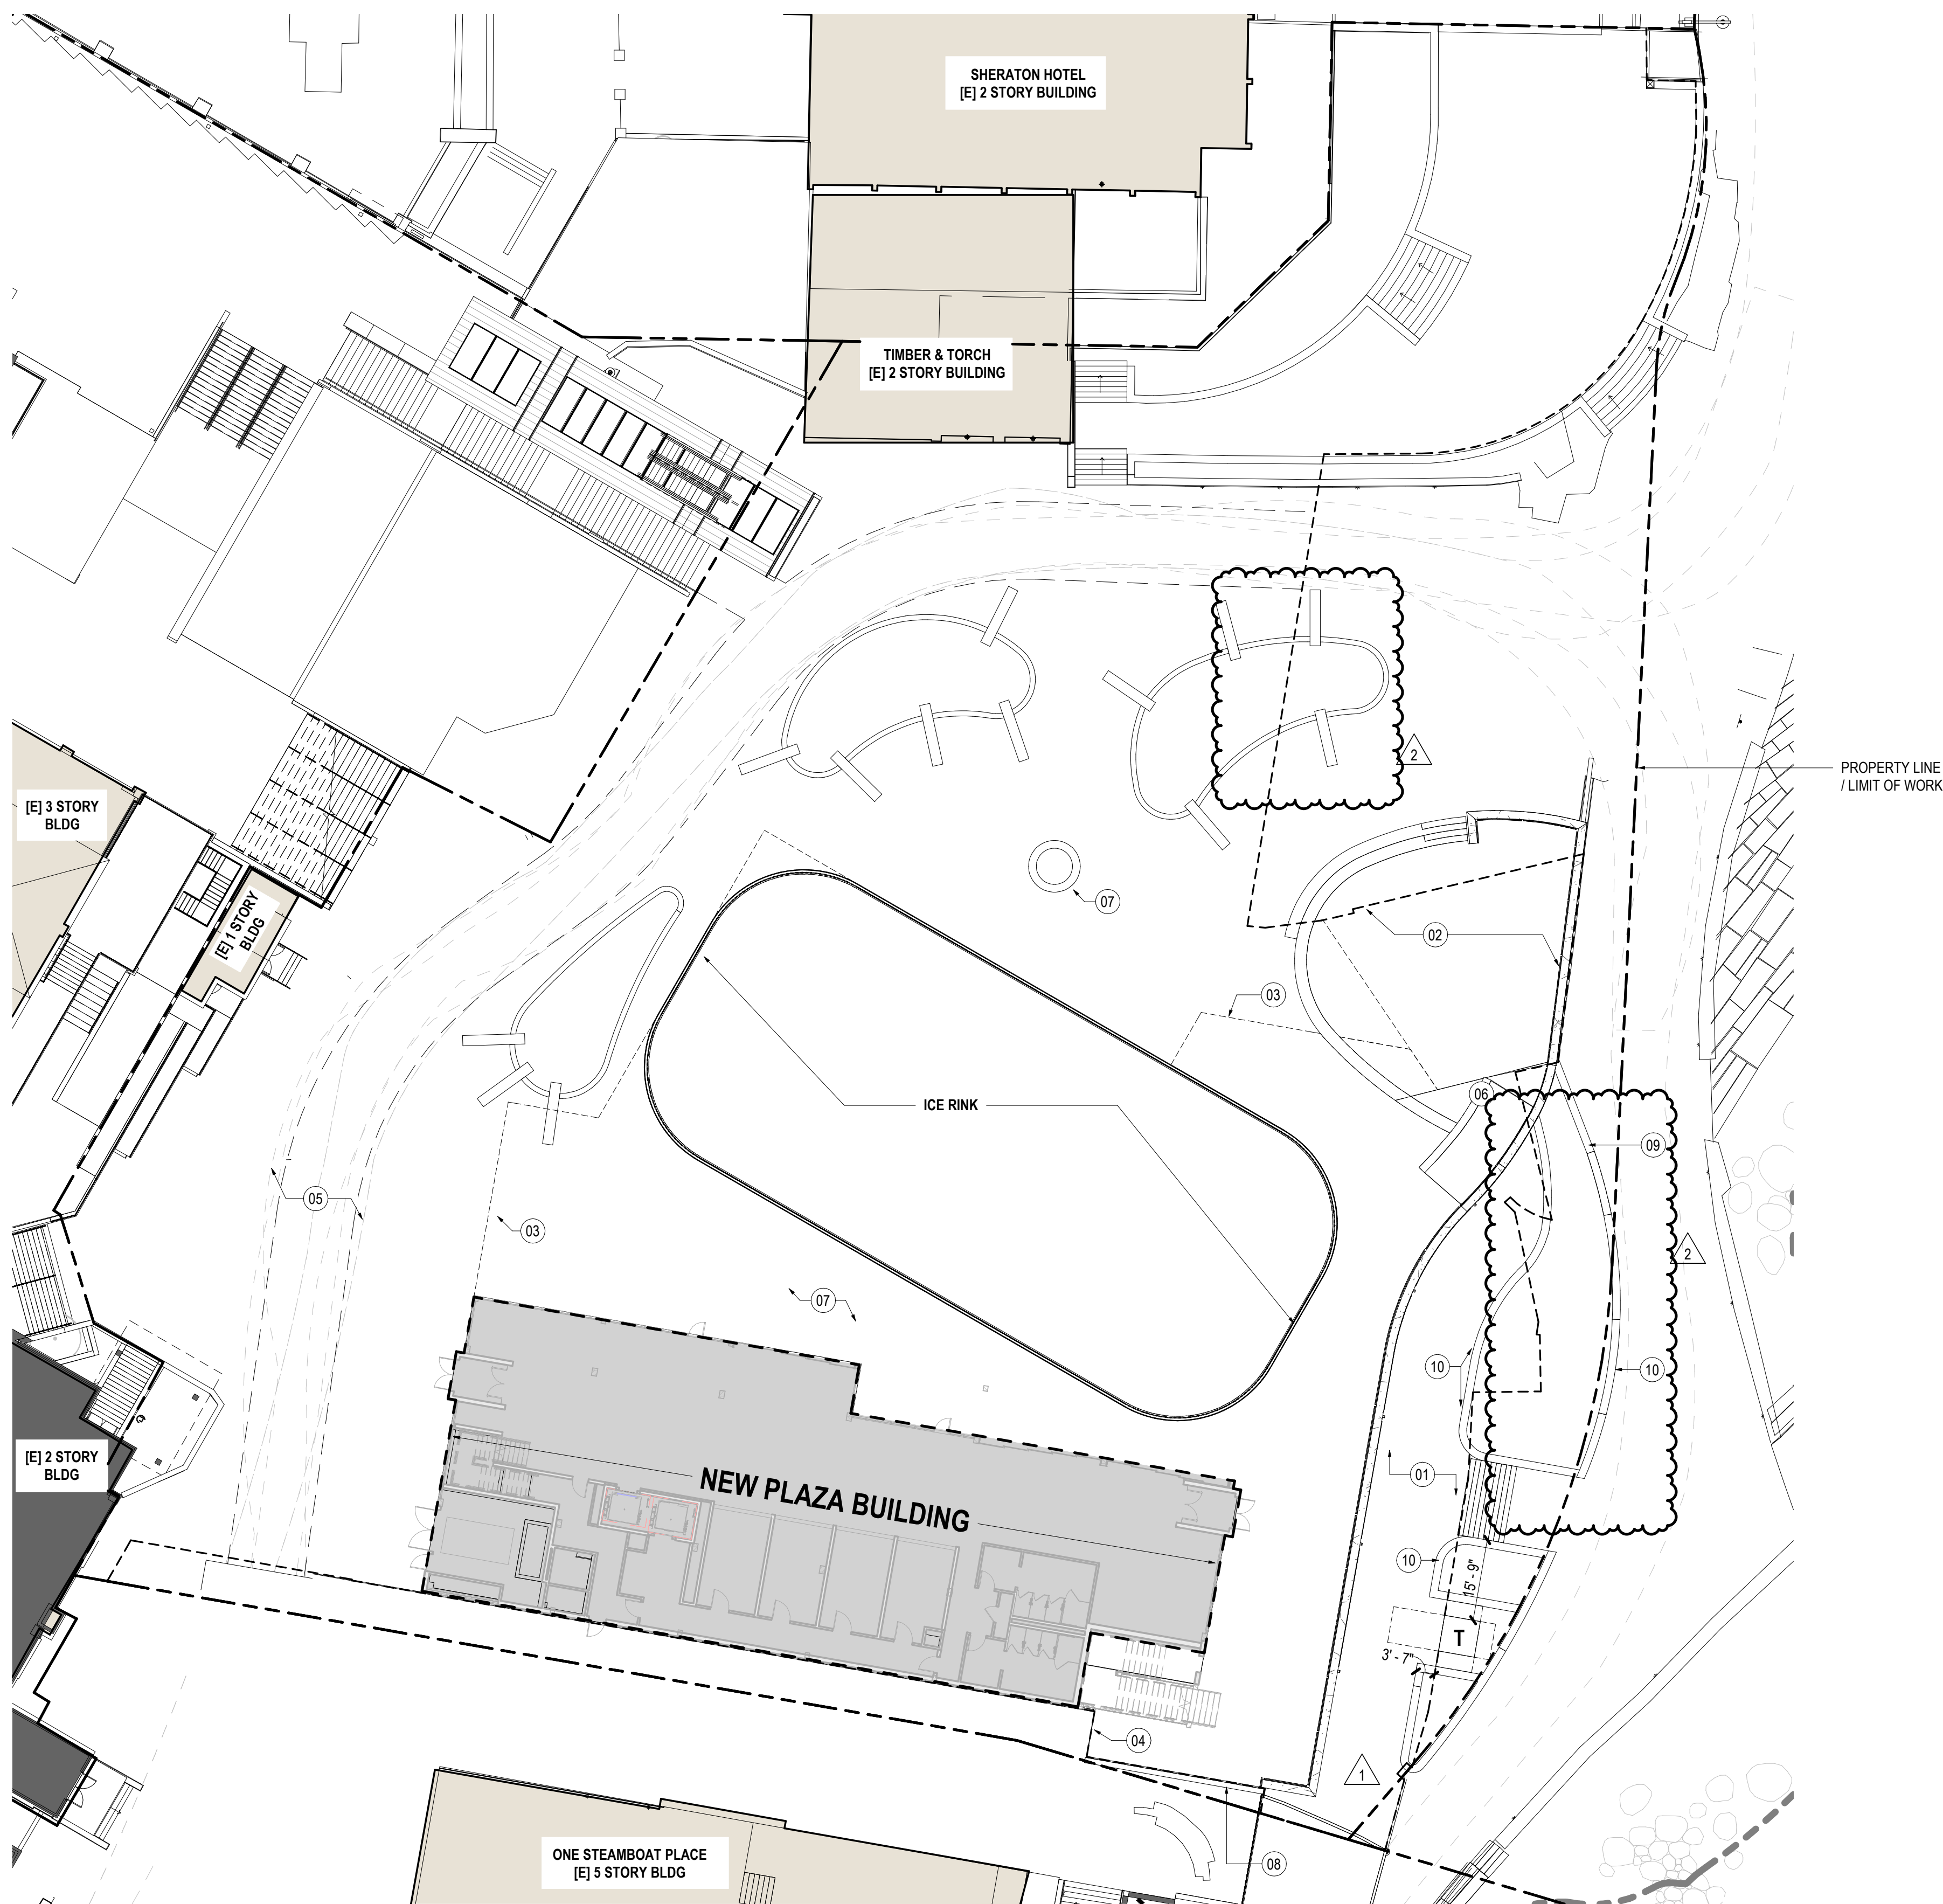 SHERATON HOTEL
[E] 2 STORY BUILDING
TIMBER & TORCH
[E] 2 STORY BUILDING
2
PROPERTY LINE
/ LIMIT OF WORK
[E] 3 STORY
BLDG
[E] 1 STORY
BLDG
07
02
03
06
ICE RINK
09
05
03
2
07
10
10
[E] 2 STORY
BLDG
NEW PLAZA BUILDING
01
10
15' - 9"
T
3' - 7"
04
1
ONE STEAMBOAT PLACE
[E] 5 STORY BLDG
08